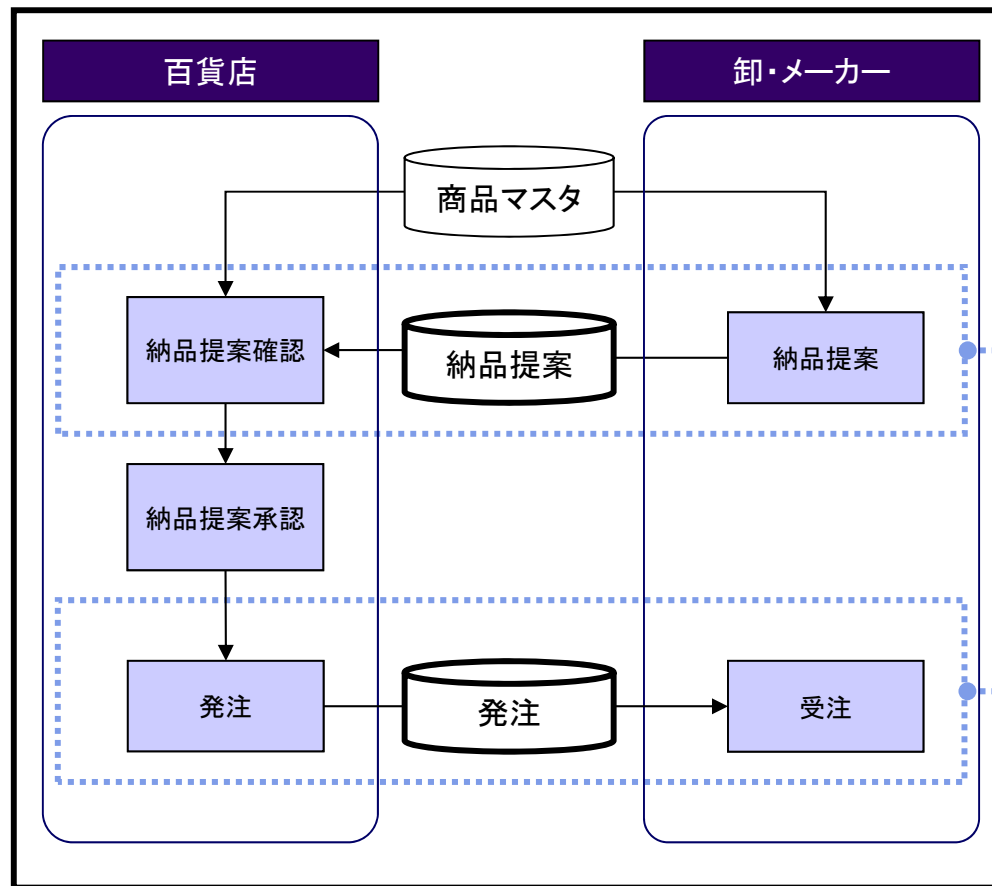 百貨店
卸・メーカー
商品マスタ
納品提案確認
納品提案
納品提案
納品提案承認
発注
発注
受注